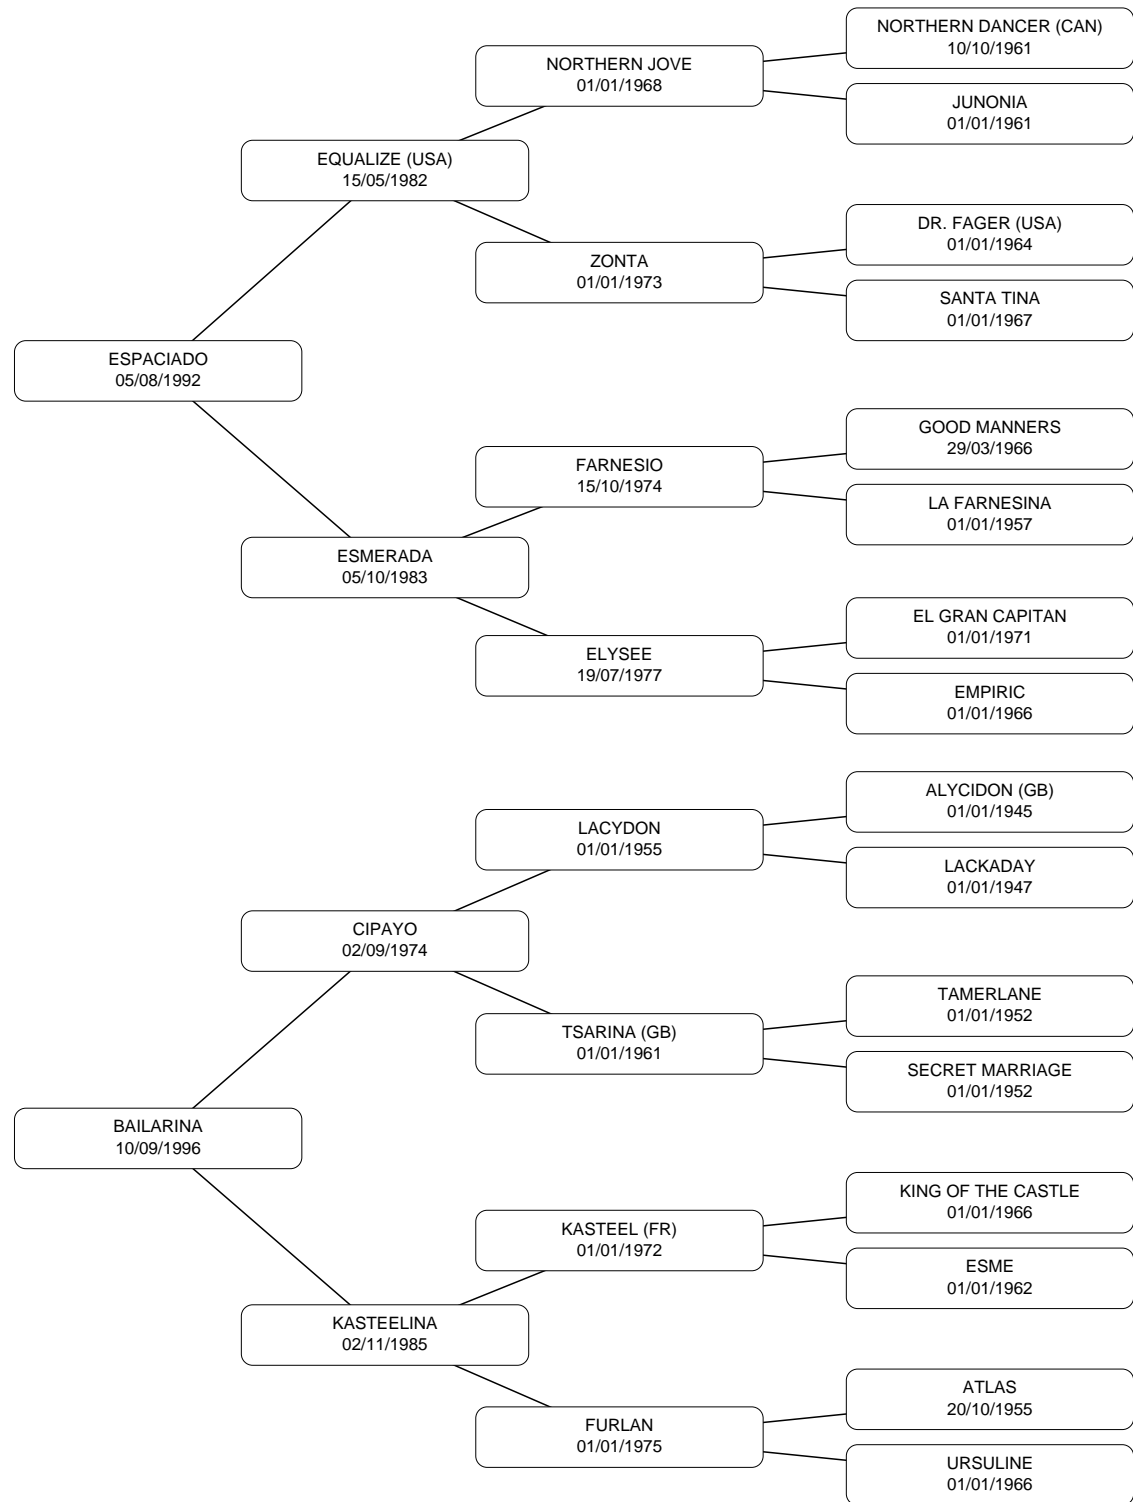 NORTHERN DANCER (CAN)
10/10/1961
NORTHERN JOVE
01/01/1968
JUNONIA
01/01/1961
EQUALIZE (USA)
15/05/1982
DR. FAGER (USA)
01/01/1964
ZONTA
01/01/1973
SANTA TINA
01/01/1967
ESPACIADO
05/08/1992
GOOD MANNERS
29/03/1966
FARNESIO
15/10/1974
LA FARNESINA
01/01/1957
ESMERADA
05/10/1983
EL GRAN CAPITAN
01/01/1971
ELYSEE
19/07/1977
EMPIRIC
01/01/1966
ALYCIDON (GB)
01/01/1945
LACYDON
01/01/1955
LACKADAY
01/01/1947
CIPAYO
02/09/1974
TAMERLANE
01/01/1952
TSARINA (GB)
01/01/1961
SECRET MARRIAGE
01/01/1952
BAILARINA
10/09/1996
KING OF THE CASTLE
01/01/1966
KASTEEL (FR)
01/01/1972
ESME
01/01/1962
KASTEELINA
02/11/1985
ATLAS
20/10/1955
FURLAN
01/01/1975
URSULINE
01/01/1966